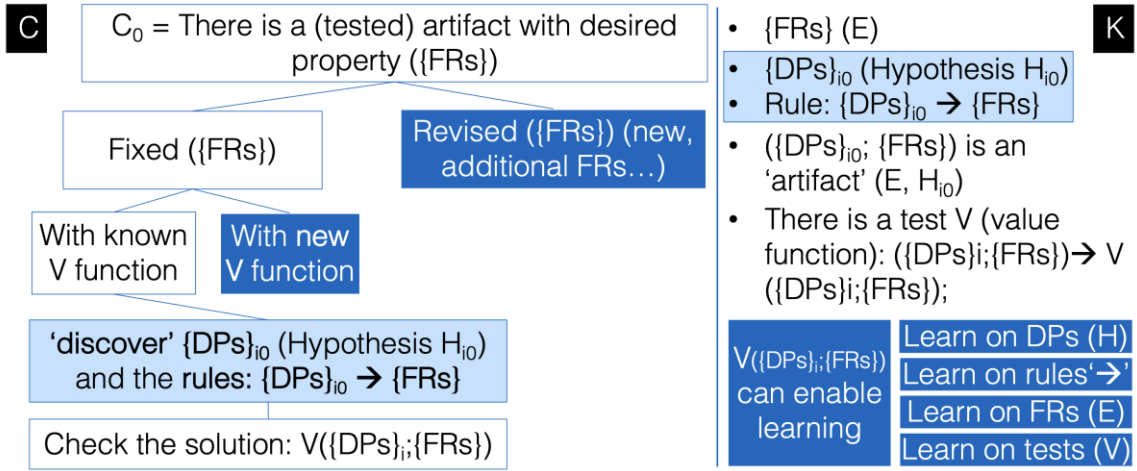 C
C₀ = There is a (tested) artifact with desired
property ({FRs})
Fixed ({FRs})
Revised ({FRs}) (new,
additional FRs…)
With known
V function
With new
V function
‘discover’ {DPs}ᵢ₀ (Hypothesis Hᵢ₀)
and the rules: {DPs}ᵢ₀ → {FRs}
Check the solution: V({DPs}ᵢ;{FRs})
K
• {FRs} (E)
• {DPs}ᵢ₀ (Hypothesis Hᵢ₀)
• Rule: {DPs}ᵢ₀ → {FRs}
• ({DPs}ᵢ₀; {FRs}) is an
‘artifact’ (E, Hᵢ₀)
• There is a test V (value
function): ({DPs}i;{FRs})→ V
({DPs}i;{FRs});
V({DPs}ᵢ;{FRs})
can enable
learning
Learn on DPs (H)
Learn on rules‘→’
Learn on FRs (E)
Learn on tests (V)